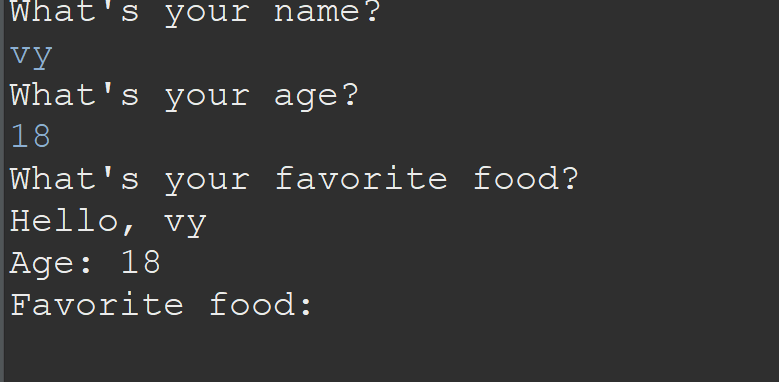 What's your name?
vy
What's your age?
18
What's your favorite food?
Hello, vy
Age: 18
Favorite food: